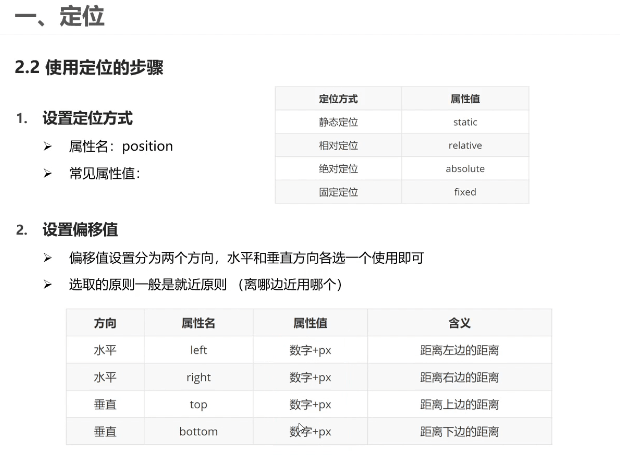 一、定位
2.2 使用定位的步骤
1. 设置定位方式
➢ 属性名：position
➢ 常见属性值：
定位方式 属性值
静态定位 static
相对定位 relative
绝对定位 absolute
固定定位 fixed
2. 设置偏移值
➢ 偏移值设置分为两个方向，水平和垂直方向各选一个使用即可
➢ 选取的原则一般是就近原则 （离哪边近用哪个）
方向 属性名 属性值 含义
水平 left 数字+px 距离左边的距离
水平 right 数字+px 距离右边的距离
垂直 top 数字+px 距离上边的距离
垂直 bottom 数字+px 距离下边的距离